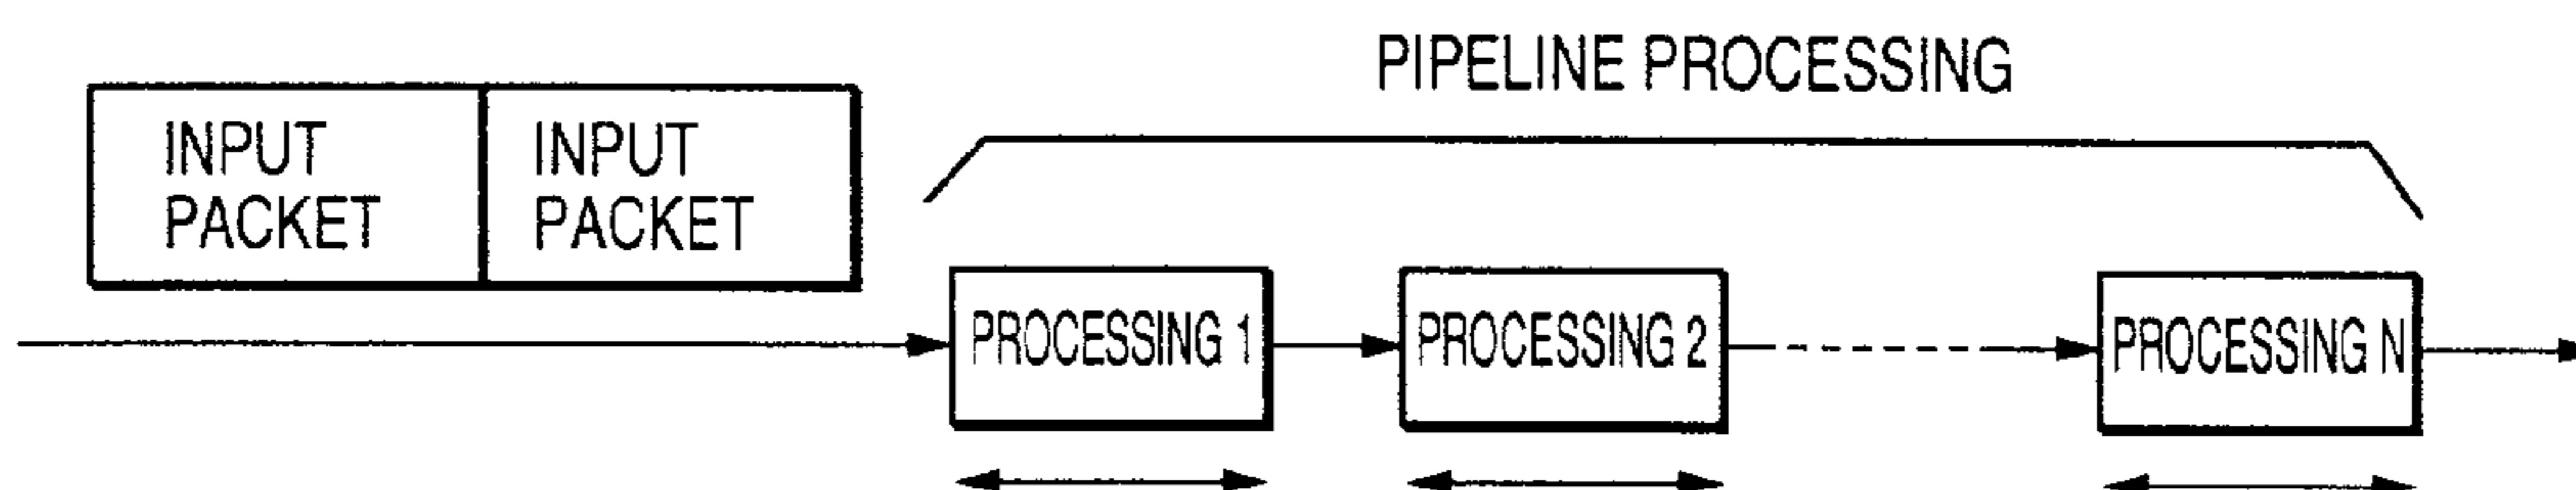 PIPELINE PROCESSING
INPUT
PACKET
INPUT
PACKET
PROCESSING 1
PROCESSING 2
PROCESSING N